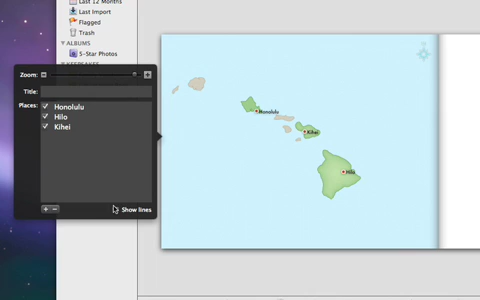 Last 12 Months
Last Import
Flagged
Trash
ALBUMS
5-Star Photos
Zoom:
Title:
Places:
Honolulu
Hilo
Kihei
Show lines
Honolulu
Kihei
Hilo